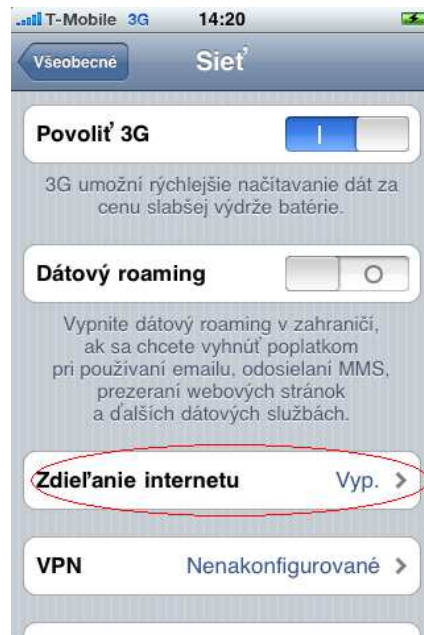 T-Mobile 3G 14:20
Všeobecné Sieť
Povoliť 3G
3G umožní rýchlejšie načítavanie dát za
cenu slabšej výdrže batérie.
Dátový roaming
Vypnite dátový roaming v zahraničí,
ak sa chcete vyhnúť poplatkom
pri používaní emailu, odosielaní MMS,
prezeraní webových stránok
a ďalších dátových službách.
Zdieľanie internetu Vyp.
VPN Nenakonfigurované